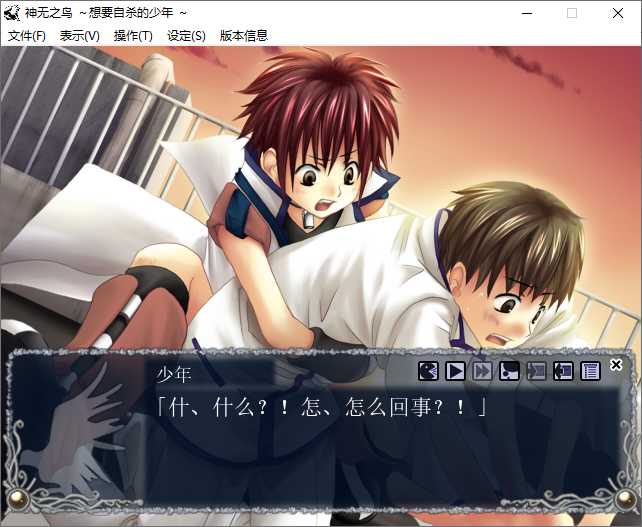 神无之鸟 ～想要自杀的少年 ～
文件(F) 表示(V) 操作(T) 设定(S) 版本信息
少年
「什、什么？！怎、怎么回事？！」